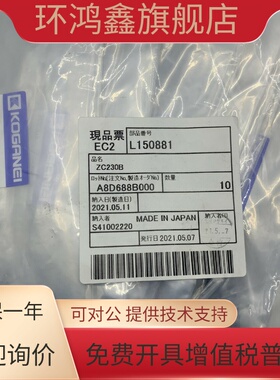 环鸿鑫旗舰店
KOGANEI
現品票
EC2
部品番号
L150881
品名
ZC230B
数量
A8D688B000
10
納入日(製造日)
2021.05.11
納入者
S41002220
MADE IN JAPAN
発行日 2021.05.07
保一年
可对公 提供技术支持
迎询价
免费开具增值税普